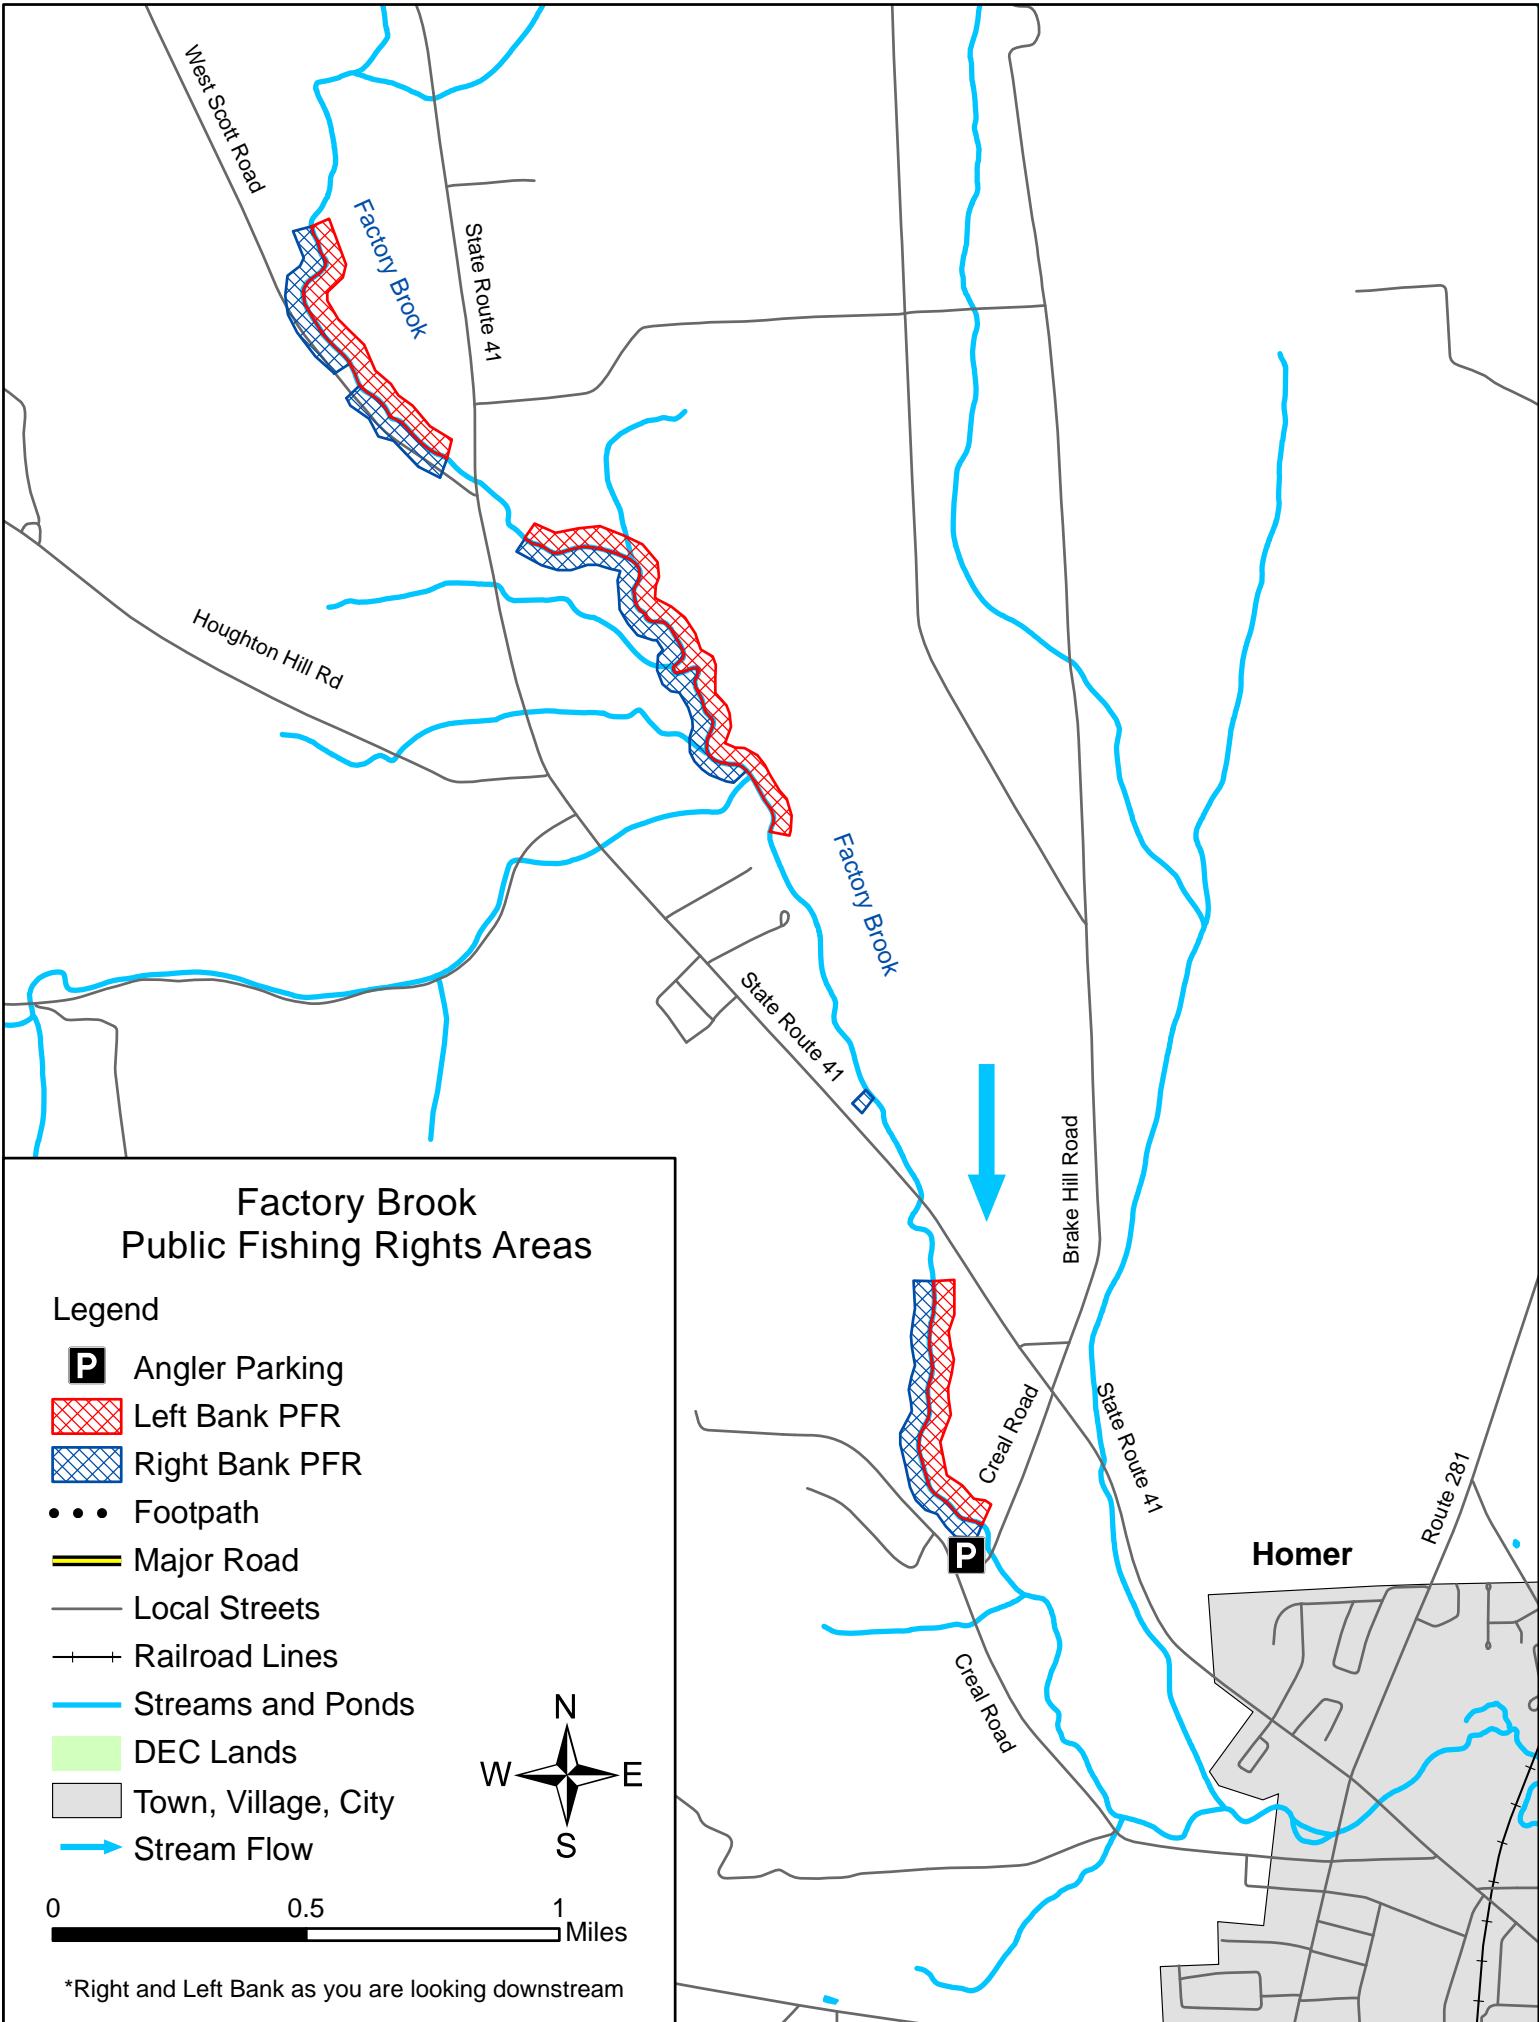 West Scott Road
Factory Brook
State Route 41
Houghton Hill Rd
Factory Brook
State Route 41
Brake Hill Road
Creal Road
State Route 41
Route 281
Homer
P
Creal Road
Factory Brook
Public Fishing Rights Areas
Legend
P Angler Parking
Left Bank PFR
Right Bank PFR
Footpath
Major Road
Local Streets
Railroad Lines
Streams and Ponds
DEC Lands
Town, Village, City
Stream Flow
N
W E
S
0 0.5 1
Miles
*Right and Left Bank as you are looking downstream